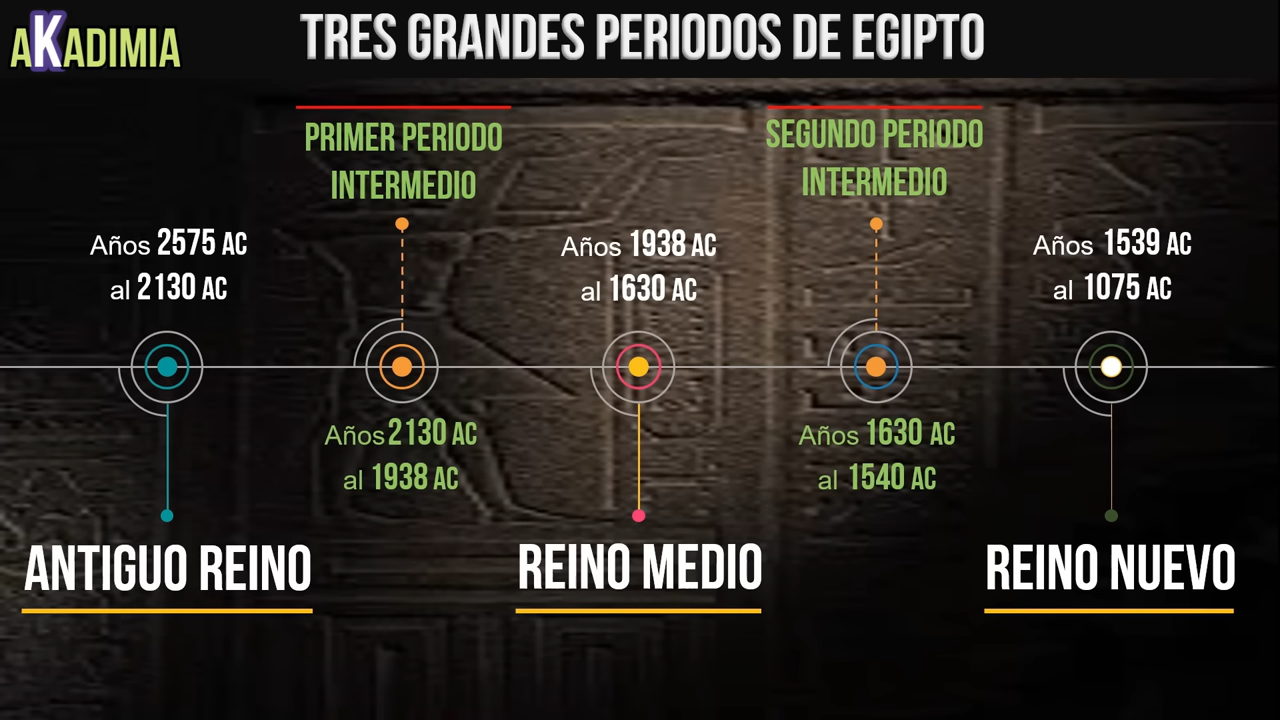 AKADIMIA
TRES GRANDES PERIODOS DE EGIPTO
PRIMER PERIODO
INTERMEDIO
SEGUNDO PERIODO
INTERMEDIO
Años 2575 AC
al 2130 AC
Años 1938 AC
al 1630 AC
Años 1539 AC
al 1075 AC
Años 2130 AC
al 1938 AC
Años 1630 AC
al 1540 AC
ANTIGUO REINO
REINO MEDIO
REINO NUEVO